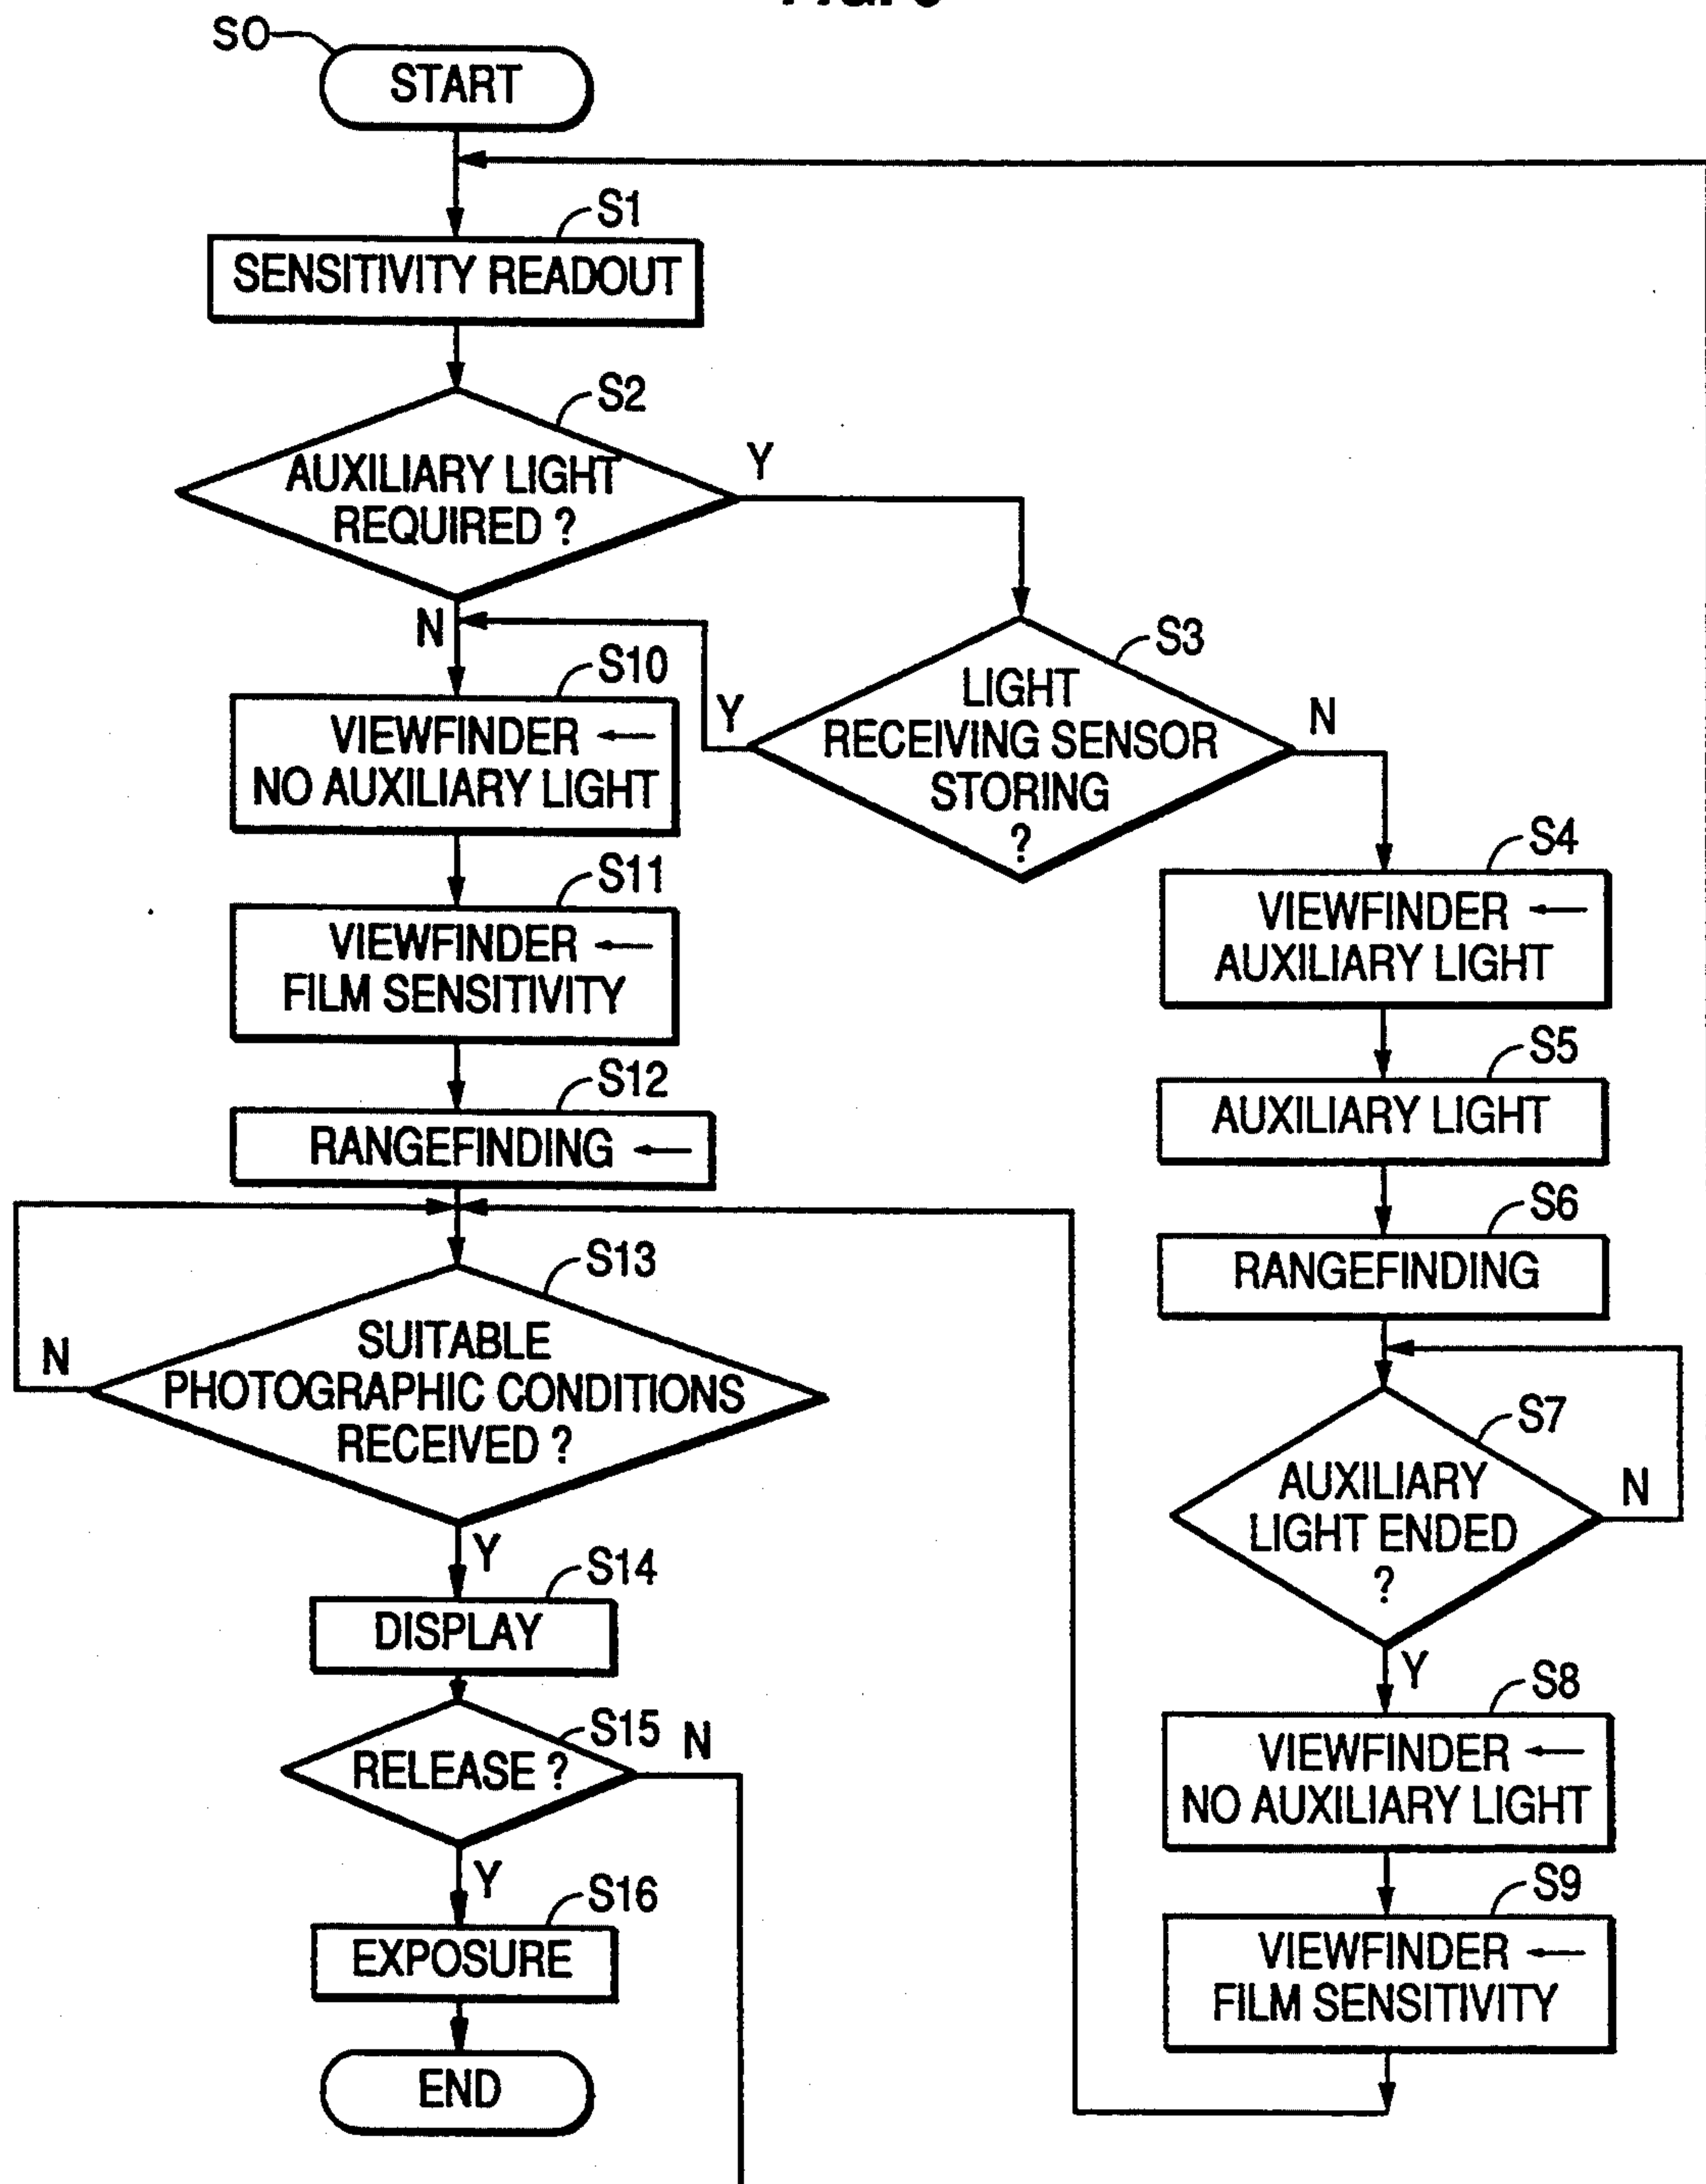 S0
START
S1
SENSITIVITY READOUT
S2
AUXILIARY LIGHT
REQUIRED ?
Y
N
S3
LIGHT
RECEIVING SENSOR
STORING
?
Y
N
S10
VIEWFINDER ←
NO AUXILIARY LIGHT
S11
VIEWFINDER ←
FILM SENSITIVITY
S12
RANGEFINDING ←
S13
SUITABLE
PHOTOGRAPHIC CONDITIONS
RECEIVED ?
N
Y
S14
DISPLAY
S15
RELEASE ?
N
Y
S16
EXPOSURE
END
S4
VIEWFINDER ←
AUXILIARY LIGHT
S5
AUXILIARY LIGHT
S6
RANGEFINDING
S7
AUXILIARY
LIGHT ENDED
?
N
Y
S8
VIEWFINDER ←
NO AUXILIARY LIGHT
S9
VIEWFINDER ←
FILM SENSITIVITY